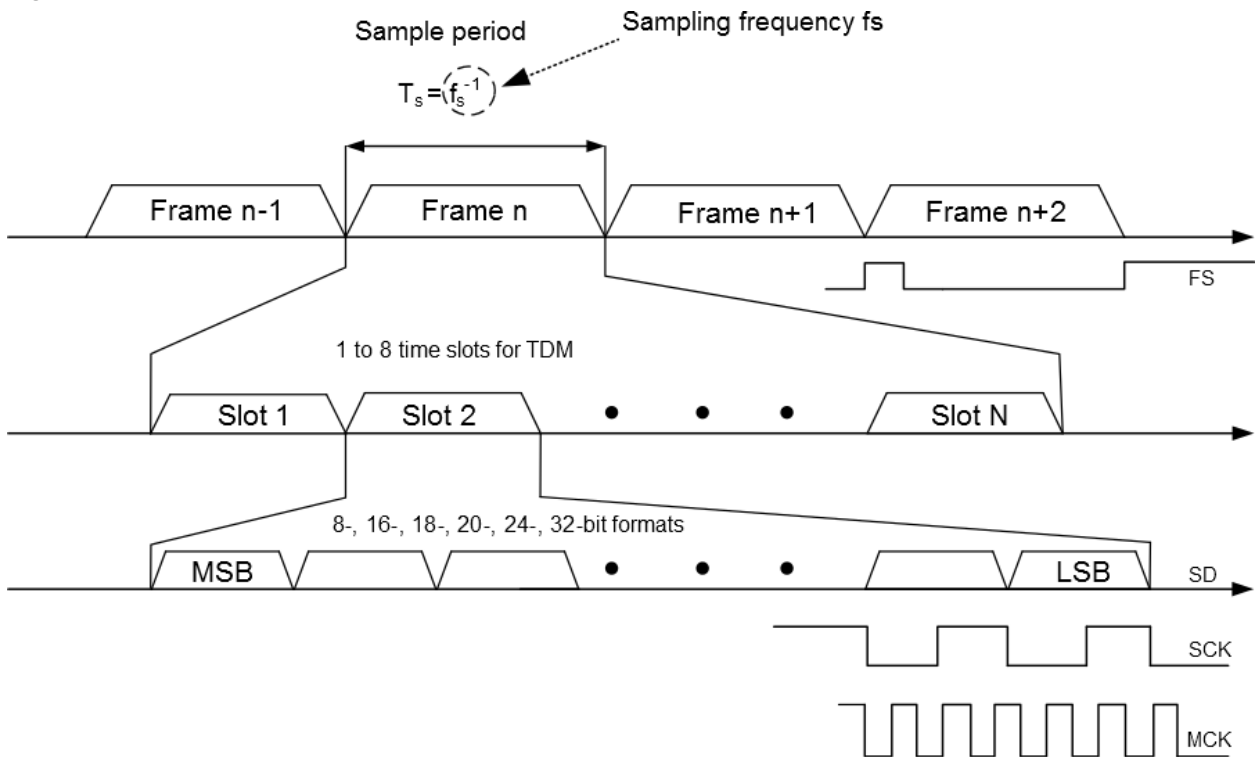 Sample period
Sampling frequency fs
Tₛ=fₛ⁻¹
Frame n-1
Frame n
Frame n+1
Frame n+2
FS
1 to 8 time slots for TDM
Slot 1
Slot 2
Slot N
8-, 16-, 18-, 20-, 24-, 32-bit formats
MSB
LSB
SD
SCK
MCK